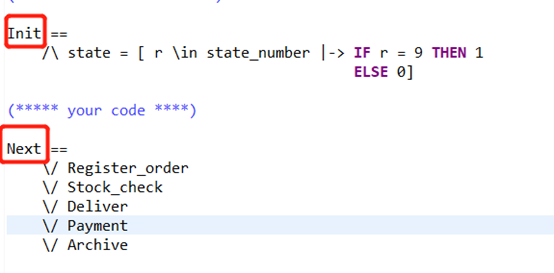 Init ==
/\ state = [ r \in state_number |-> IF r = 9 THEN 1
ELSE 0]
(***** your code ****)
Next ==
\/ Register_order
\/ Stock_check
\/ Deliver
\/ Payment
\/ Archive